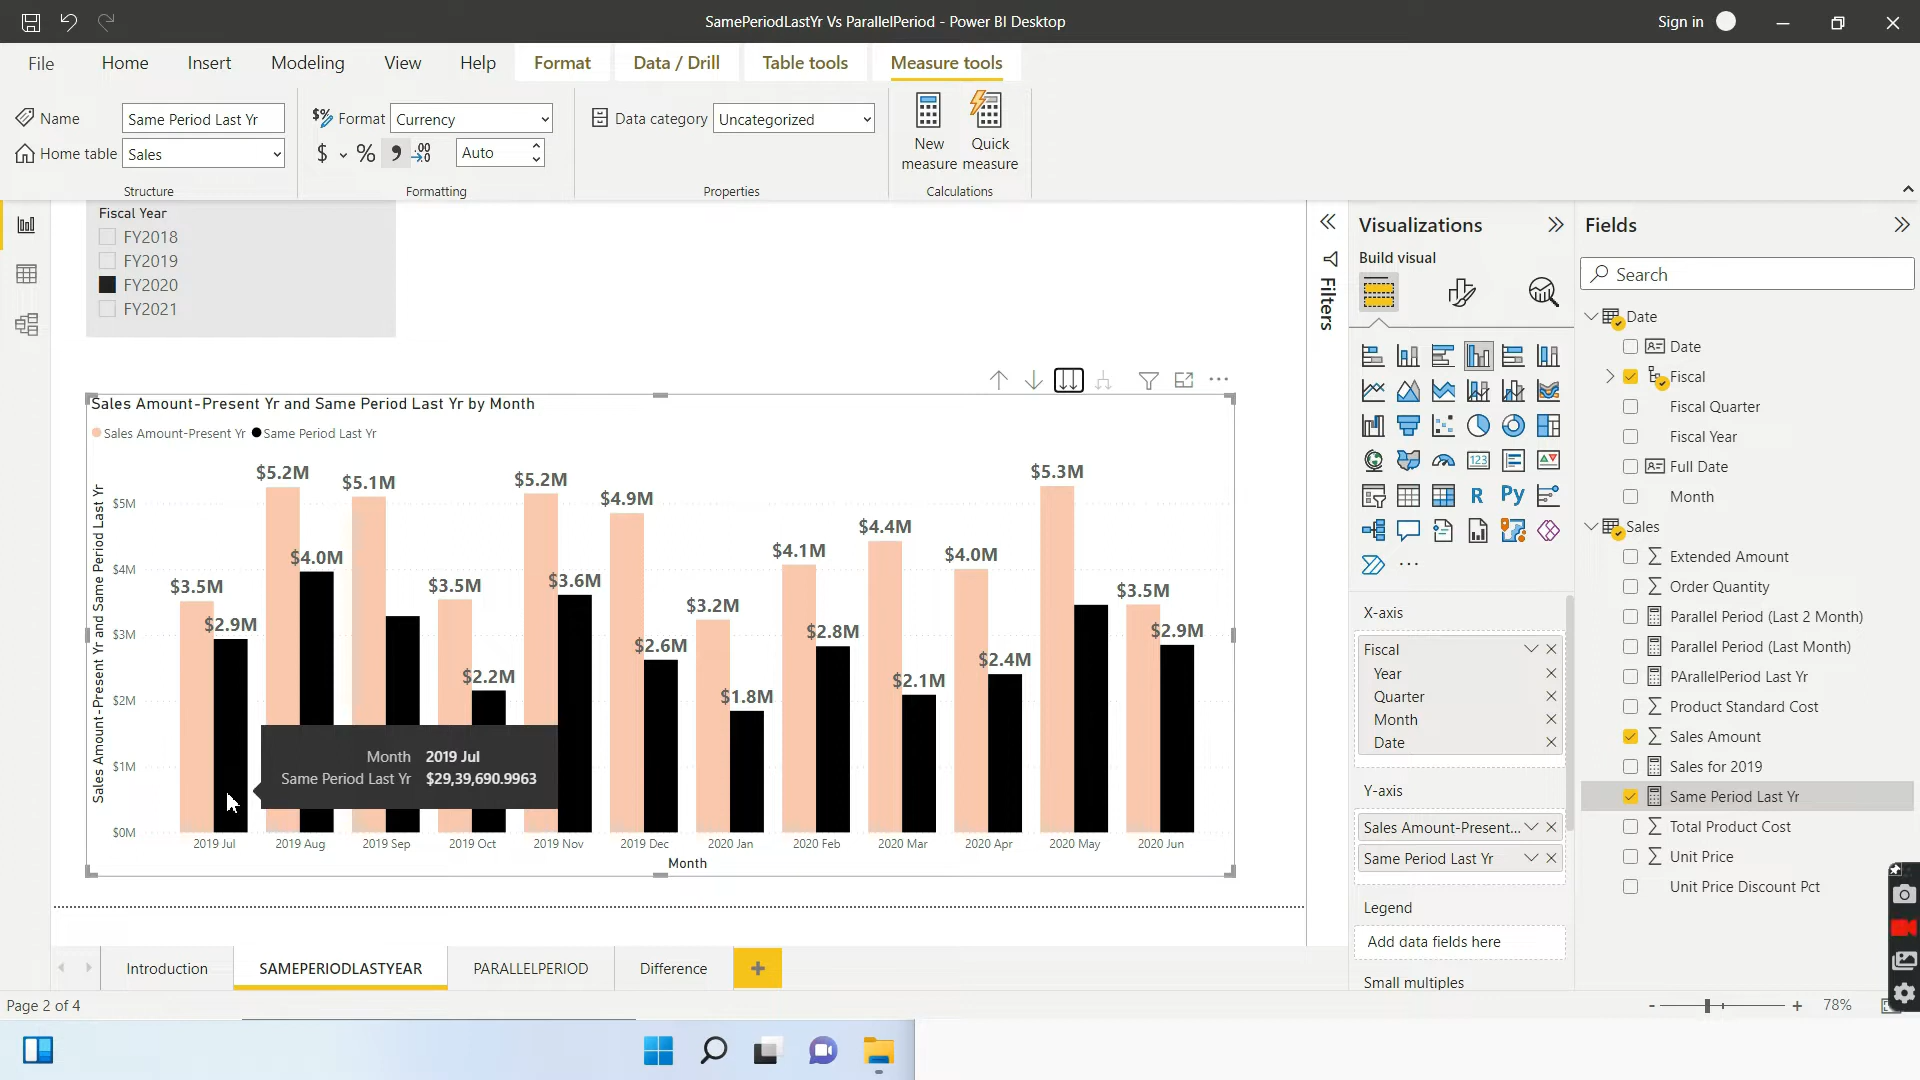 SamePeriodLastYr Vs ParallelPeriod - Power BI Desktop
Sign in
File Home Insert Modeling View Help Format Data / Drill Table tools Measure tools
Name Same Period Last Yr
Home table Sales
Structure
$% Format Currency
$ % 9 .00 Auto
Formatting
Data category Uncategorized
Properties
New measure
Quick measure
Calculations
Fiscal Year
FY2018
FY2019
FY2020
FY2021
Sales Amount-Present Yr and Same Period Last Yr by Month
Sales Amount-Present Yr Same Period Last Yr
Sales Amount-Present Yr and Same Period Last Yr
$5M
$4M
$3M
$2M
$1M
$0M
$3.5M $2.9M
$5.2M $4.0M
$5.1M
$3.5M $2.2M
$5.2M $3.6M
$4.9M $2.6M
$3.2M $1.8M
$4.1M $2.8M
$4.4M $2.1M
$4.0M $2.4M
$5.3M
$3.5M $2.9M
Month 2019 Jul
Same Period Last Yr $29,39,690.9963
2019 Jul 2019 Aug 2019 Sep 2019 Oct 2019 Nov 2019 Dec 2020 Jan 2020 Feb 2020 Mar 2020 Apr 2020 May 2020 Jun
Month
Filters
Visualizations
Build visual
123
R
Py
X-axis
Fiscal
Year
Quarter
Month
Date
Y-axis
Sales Amount-Present...
Same Period Last Yr
Legend
Add data fields here
Small multiples
Fields
Search
Date
Date
Fiscal
Fiscal Quarter
Fiscal Year
Full Date
Month
Sales
Extended Amount
Order Quantity
Parallel Period (Last 2 Month)
Parallel Period (Last Month)
PArallelPeriod Last Yr
Product Standard Cost
Sales Amount
Sales for 2019
Same Period Last Yr
Total Product Cost
Unit Price
Unit Price Discount Pct
Introduction SAMEPERIODLASTYEAR PARALLELPERIOD Difference +
Page 2 of 4
- + 78%